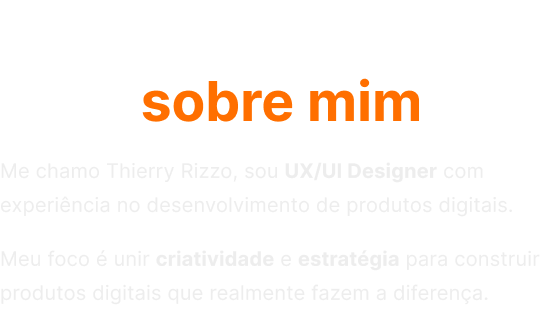 sobre mim
Me chamo Thierry Rizzo, sou UX/UI Designer com
experiência no desenvolvimento de produtos digitais.
Meu foco é unir criatividade e estratégia para construir
produtos digitais que realmente fazem a diferença.